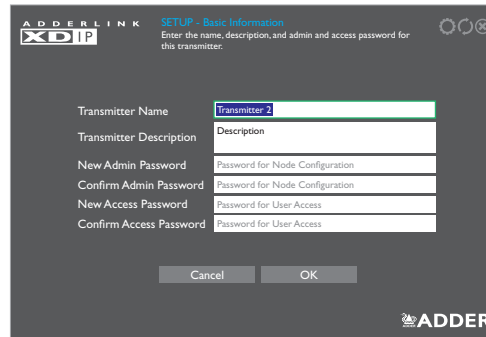 ADDERLINK
XDIP
SETUP - Basic Information
Enter the name, description, and admin and access password for
this transmitter.
Transmitter Name
Transmitter 2
Transmitter Description
Description
New Admin Password
Password for Node Configuration
Confirm Admin Password
Password for Node Configuration
New Access Password
Password for User Access
Confirm Access Password
Password for User Access
Cancel
OK
ADDER